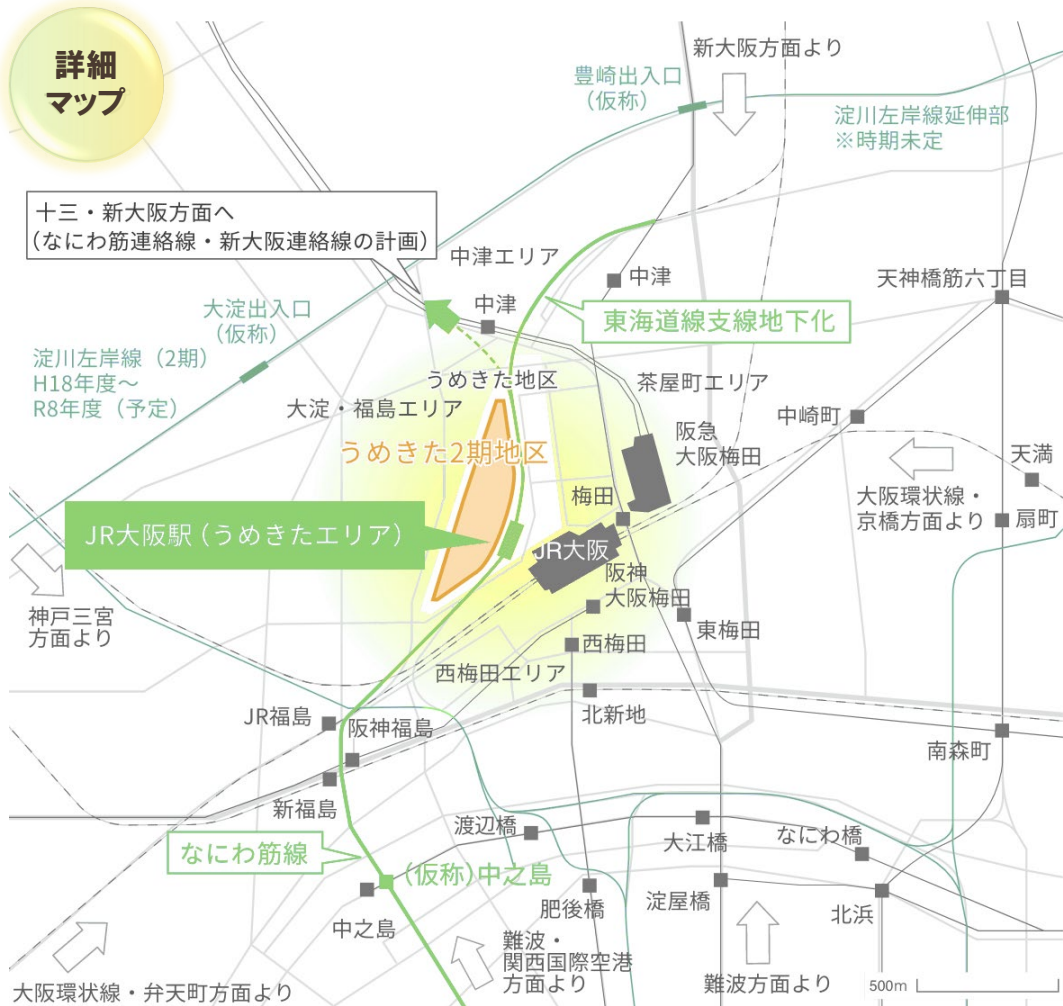 詳細
マップ
新大阪方面より
豊崎出入口
（仮称）
淀川左岸線延伸部
※時期未定
十三・新大阪方面へ
(なにわ筋連絡線・新大阪連絡線の計画)
中津エリア
中津
中津
天神橋筋六丁目
大淀出入口
（仮称）
東海道線支線地下化
淀川左岸線（2期）
H18年度～
R8年度（予定）
うめきた地区
茶屋町エリア
大淀・福島エリア
中崎町
うめきた2期地区
阪急
大阪梅田
天満
梅田
大阪環状線・
京橋方面より
扇町
JR大阪駅（うめきたエリア）
JR大阪
阪神
大阪梅田
神戸三宮
方面より
東梅田
西梅田
西梅田エリア
北新地
JR福島
阪神福島
南森町
新福島
渡辺橋
大江橋
なにわ橋
なにわ筋線
(仮称)中之島
中之島
肥後橋
淀屋橋
北浜
難波・
関西国際空港
方面より
難波方面より
500m
大阪環状線・弁天町方面より